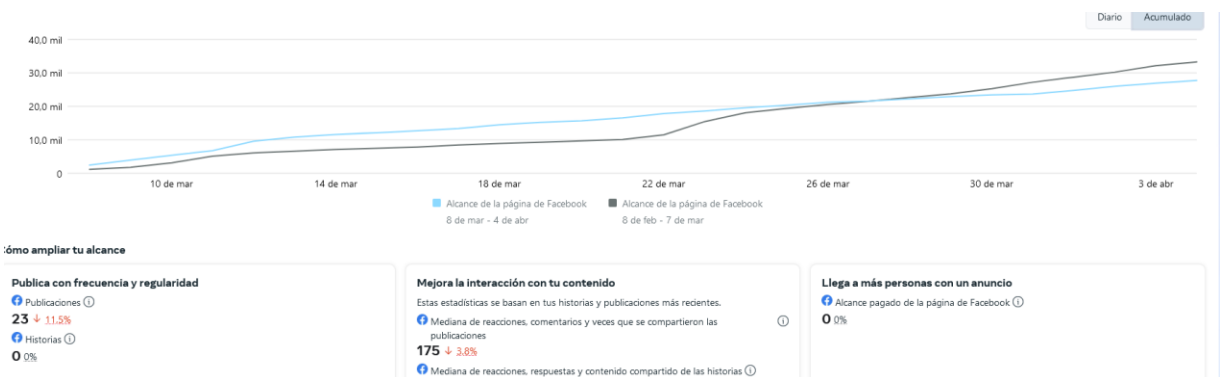 Diario Acumulado
40,0 mil
30,0 mil
20,0 mil
10,0 mil
0
10 de mar 14 de mar 18 de mar 22 de mar 26 de mar 30 de mar 3 de abr
Alcance de la página de Facebook Alcance de la página de Facebook
8 de mar - 4 de abr 8 de feb - 7 de mar
ómo ampliar tu alcance
Publica con frecuencia y regularidad
Publicaciones
23 ↓ 11,5%
Historias
0 0%
Mejora la interacción con tu contenido
Estas estadísticas se basan en tus historias y publicaciones más recientes.
Mediana de reacciones, comentarios y veces que se compartieron las
publicaciones
175 ↓ 3,8%
Mediana de reacciones, respuestas y contenido compartido de las historias
Llega a más personas con un anuncio
Alcance pagado de la página de Facebook
0 0%